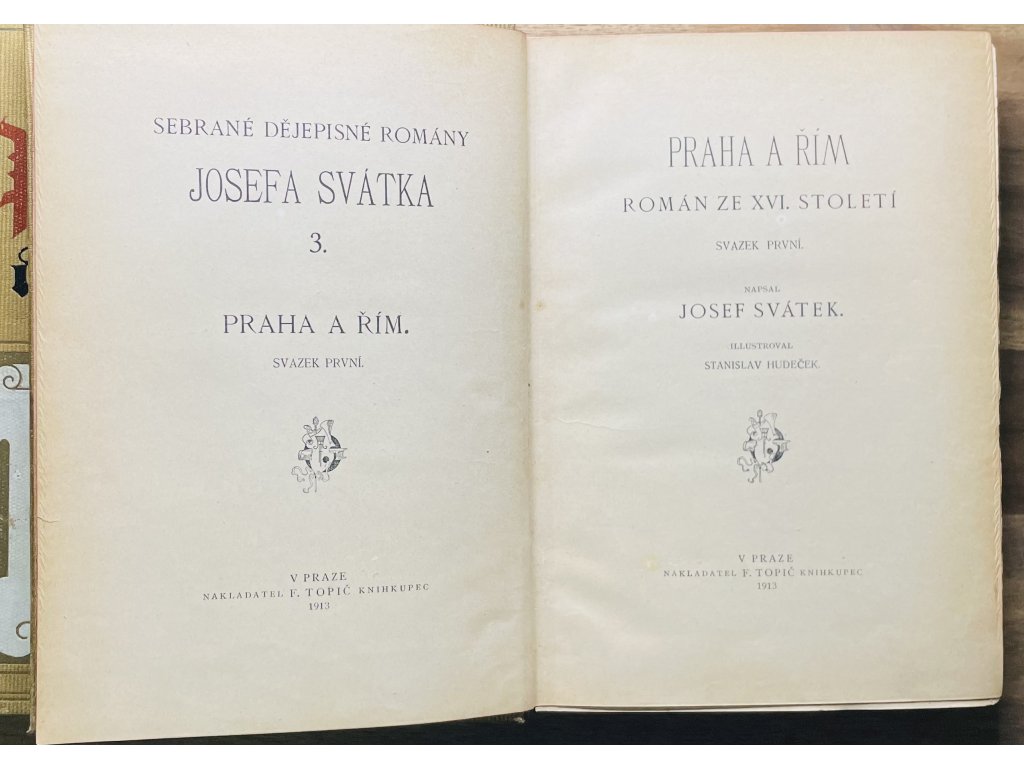 SEBRANÉ DĚJEPISNÉ ROMÁNY
JOSEFA SVÁTKA
3.
PRAHA A ŘÍM.
SVAZEK PRVNÍ.
V PRAZE
NAKLADATEL F. TOPIČ KNIHKUPEC
1913
PRAHA A ŘÍM
ROMÁN ZE XVI. STOLETÍ
SVAZEK PRVNÍ.
NAPSAL
JOSEF SVÁTEK.
ILLUSTROVAL
STANISLAV HUDEČEK.
V PRAZE
NAKLADATEL F. TOPIČ KNIHKUPEC
1913